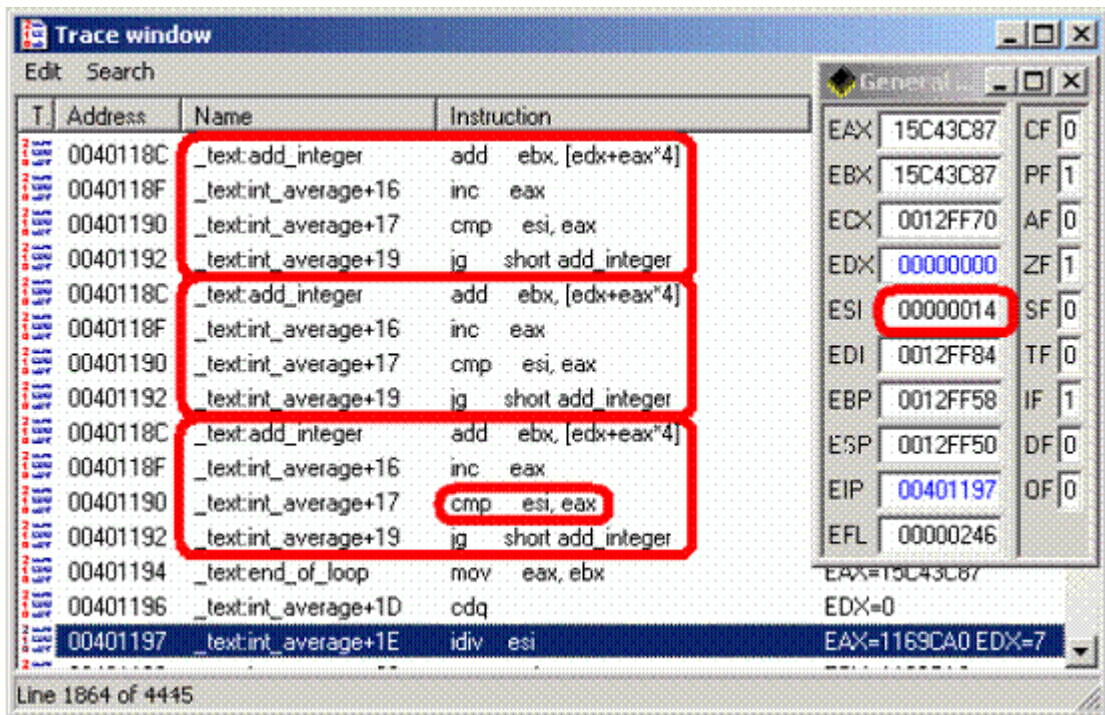 Trace window
Edit Search
T. Address Name Instruction
0040118C _text:add_integer add ebx, [edx+eax*4]
0040118F _text:int_average+16 inc eax
00401190 _text:int_average+17 cmp esi, eax
00401192 _text:int_average+19 jg short add_integer
0040118C _text:add_integer add ebx, [edx+eax*4]
0040118F _text:int_average+16 inc eax
00401190 _text:int_average+17 cmp esi, eax
00401192 _text:int_average+19 jg short add_integer
0040118C _text:add_integer add ebx, [edx+eax*4]
0040118F _text:int_average+16 inc eax
00401190 _text:int_average+17 cmp esi, eax
00401192 _text:int_average+19 jg short add_integer
00401194 _text:end_of_loop mov eax, ebx EAX=15C43C87
00401196 _text:int_average+1D cdq EDX=0
00401197 _text:int_average+1E idiv esi EAX=1169CA0 EDX=7
Line 1864 of 4445
General
EAX 15C43C87 CF 0
EBX 15C43C87 PF 1
ECX 0012FF70 AF 0
EDX 00000000 ZF 1
ESI 00000014 SF 0
EDI 0012FF84 TF 0
EBP 0012FF58 IF 1
ESP 0012FF50 DF 0
EIP 00401197 OF 0
EFL 00000246